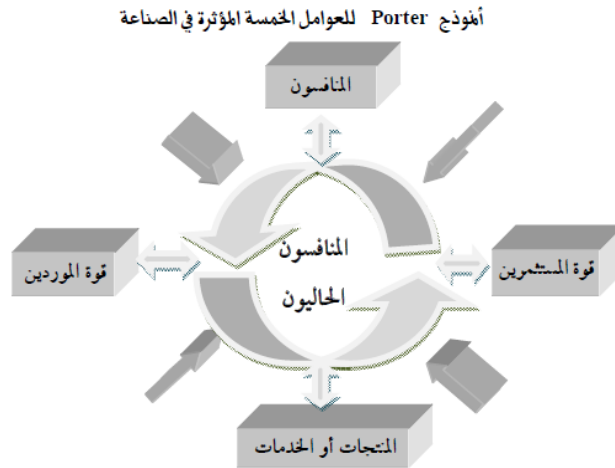 أنموذج Porter للعوامل الخمسة المؤثرة في الصناعة
المنافسون
المنافسون
الحاليون
قوة المستثمرين
قوة الموردين
المنتجات أو الخدمات